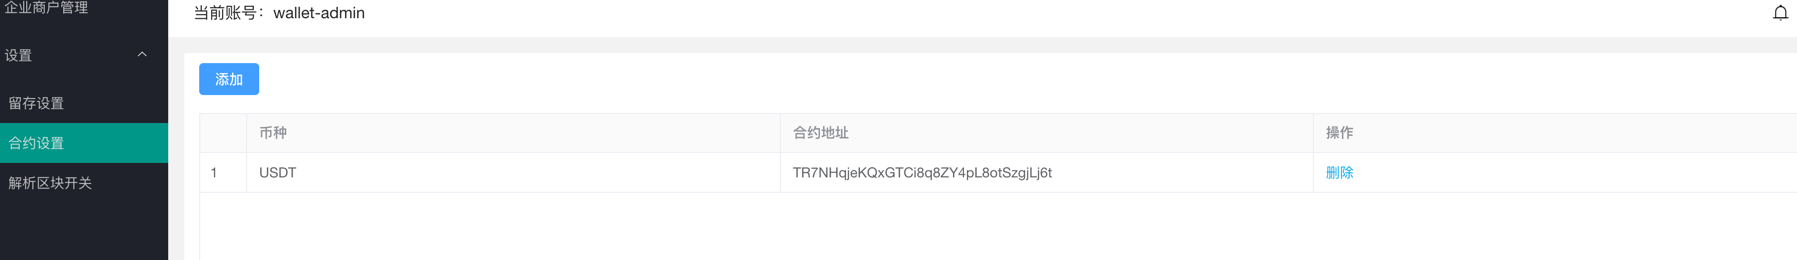 企业商户管理
当前账号：wallet-admin
设置
添加
留存设置
币种 合约地址 操作
合约设置
1 USDT TR7NHqjeKQxGTCi8q8ZY4pL8otSzgjLj6t 删除
解析区块开关